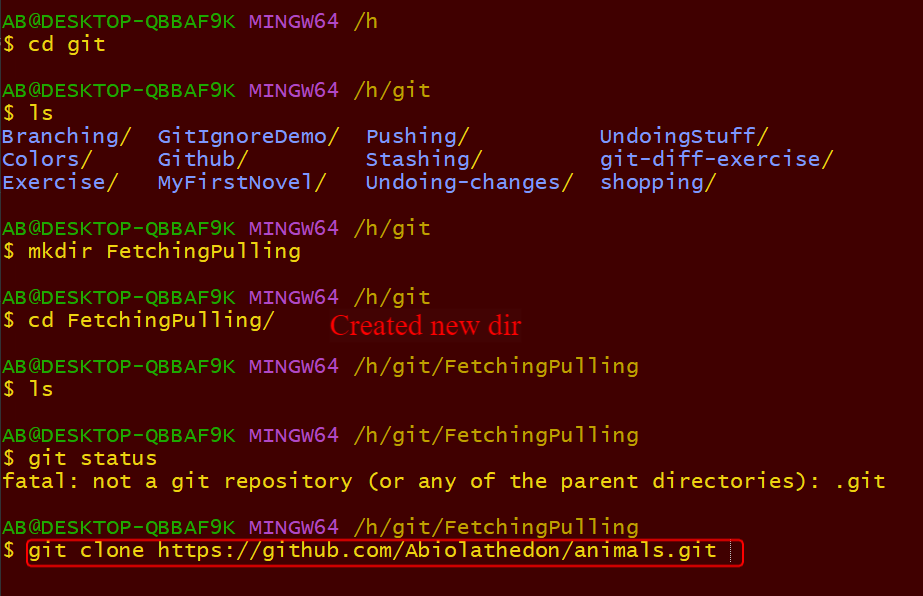 AB@DESKTOP-QBBAF9K MINGW64 /h
$ cd git
AB@DESKTOP-QBBAF9K MINGW64 /h/git
$ ls
Branching/  GitIgnoreDemo/  Pushing/          UndoingStuff/
Colors/     Github/         Stashing/         git-diff-exercise/
Exercise/   MyFirstNovel/   Undoing-changes/  shopping/
AB@DESKTOP-QBBAF9K MINGW64 /h/git
$ mkdir FetchingPulling
AB@DESKTOP-QBBAF9K MINGW64 /h/git
$ cd FetchingPulling/
Created new dir
AB@DESKTOP-QBBAF9K MINGW64 /h/git/FetchingPulling
$ ls
AB@DESKTOP-QBBAF9K MINGW64 /h/git/FetchingPulling
$ git status
fatal: not a git repository (or any of the parent directories): .git
AB@DESKTOP-QBBAF9K MINGW64 /h/git/FetchingPulling
$ git clone https://github.com/Abiolathedon/animals.git